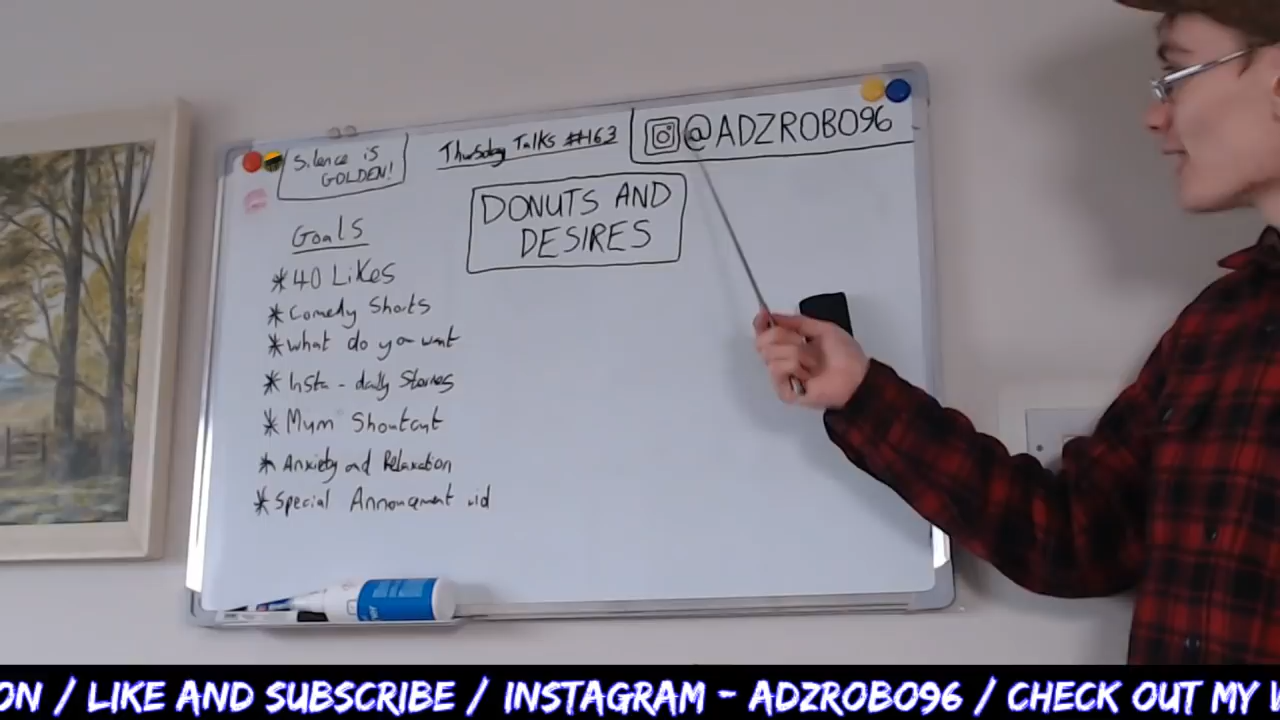 Silence is
GOLDEN!
Thursday Talks #163
@ADZROBO96
DONUTS AND
DESIRES
Goals
* 40 Likes
* Comedy Shorts
* What do you want
* Insta - daily Stories
* Mum Shoutout
* Anxiety and Relaxation
* Special Announcement vid
ON / LIKE AND SUBSCRIBE / INSTAGRAM - ADZROBO96 / CHECK OUT MY